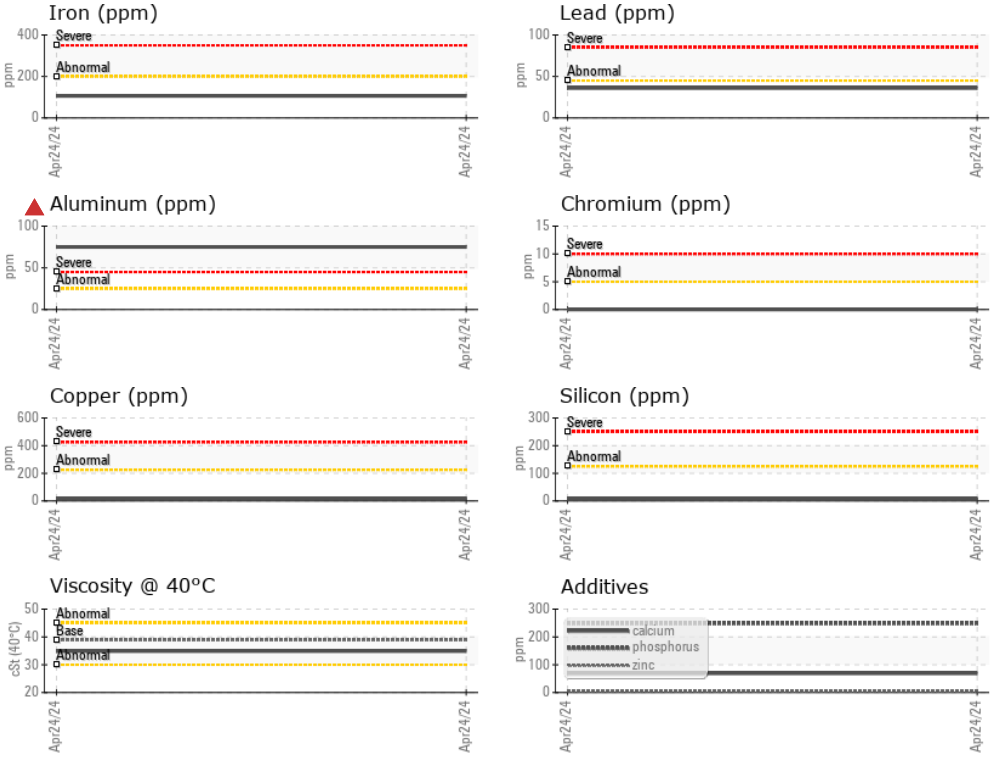 Iron (ppm)
400
200
0
ppm
Severe
Abnormal
Apr24/24
Apr24/24
Lead (ppm)
100
50
0
ppm
Severe
Abnormal
Apr24/24
Apr24/24
Aluminum (ppm)
100
50
0
ppm
Severe
Abnormal
Apr24/24
Apr24/24
Chromium (ppm)
15
10
5
0
ppm
Severe
Abnormal
Apr24/24
Apr24/24
Copper (ppm)
600
400
200
0
ppm
Severe
Abnormal
Apr24/24
Apr24/24
Silicon (ppm)
300
200
100
0
ppm
Severe
Abnormal
Apr24/24
Apr24/24
Viscosity @ 40°C
50
40
30
20
cSt (40°C)
Abnormal
Base
Abnormal
Apr24/24
Apr24/24
Additives
300
200
100
0
ppm
calcium
phosphorus
zinc
Apr24/24
Apr24/24